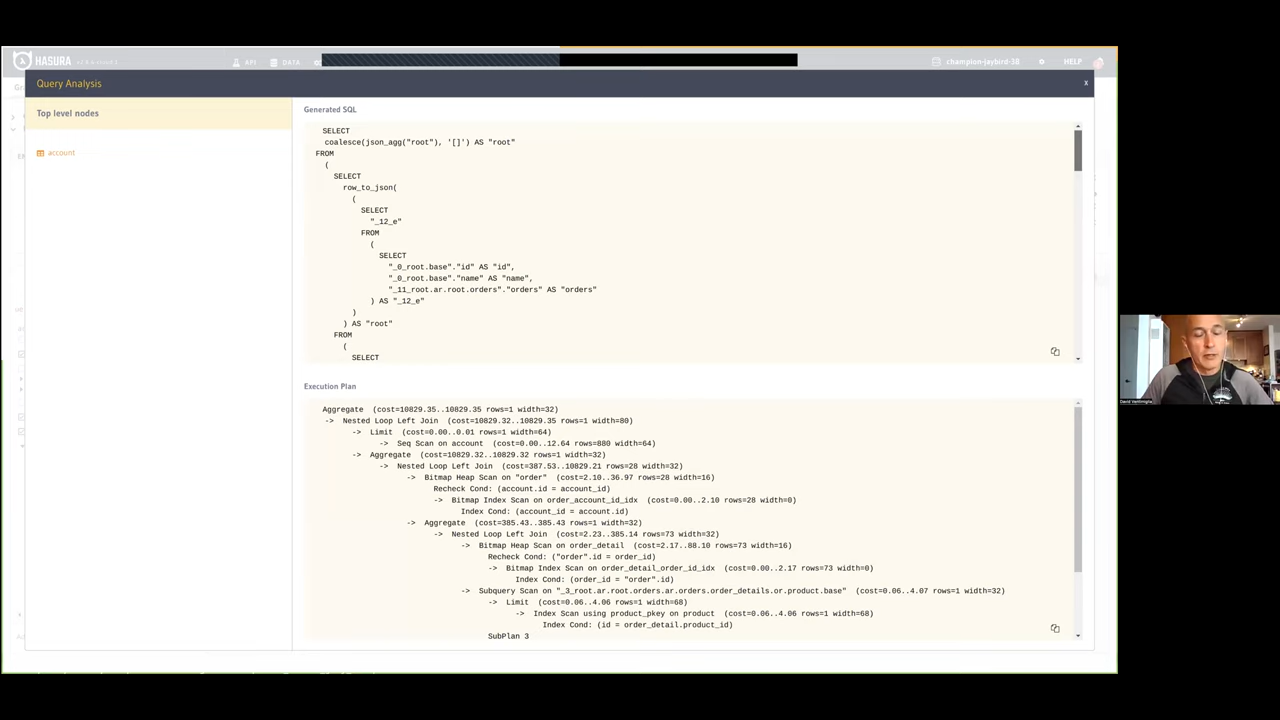 HASURA
API
DATA
champion-jaybird-38
HELP
Query Analysis
x
Top level nodes
account
Generated SQL
SELECT
coalesce(json_agg("root"), '[]') AS "root"
FROM
(
SELECT
row_to_json(
(
SELECT
"_12_e"
FROM
(
SELECT
"_0_root.base"."id" AS "id",
"_0_root.base"."name" AS "name",
"_11_root.ar.root.orders"."orders" AS "orders"
) AS "_12_e"
)
) AS "root"
FROM
(
SELECT
Execution Plan
Aggregate  (cost=10829.35..10829.35 rows=1 width=32)
->  Nested Loop Left Join  (cost=10829.32..10829.35 rows=1 width=80)
->  Limit  (cost=0.00..0.01 rows=1 width=64)
->  Seq Scan on account  (cost=0.00..12.64 rows=880 width=64)
->  Aggregate  (cost=10829.32..10829.32 rows=1 width=32)
->  Nested Loop Left Join  (cost=387.53..10829.21 rows=28 width=32)
->  Bitmap Heap Scan on "order"  (cost=2.10..36.97 rows=28 width=16)
Recheck Cond: (account.id = account_id)
->  Bitmap Index Scan on order_account_id_idx  (cost=0.00..2.10 rows=28 width=0)
Index Cond: (account_id = account.id)
->  Aggregate  (cost=385.43..385.43 rows=1 width=32)
->  Nested Loop Left Join  (cost=2.23..385.14 rows=73 width=32)
->  Bitmap Heap Scan on order_detail  (cost=2.17..88.10 rows=73 width=16)
Recheck Cond: ("order".id = order_id)
->  Bitmap Index Scan on order_detail_order_id_idx  (cost=0.00..2.17 rows=73 width=0)
Index Cond: (order_id = "order".id)
->  Subquery Scan on "_3_root.ar.root.orders.ar.orders.order_details.or.product.base"  (cost=0.06..4.07 rows=1 width=32)
->  Limit  (cost=0.06..4.06 rows=1 width=68)
->  Index Scan using product_pkey on product  (cost=0.06..4.06 rows=1 width=68)
Index Cond: (id = order_detail.product_id)
SubPlan 3